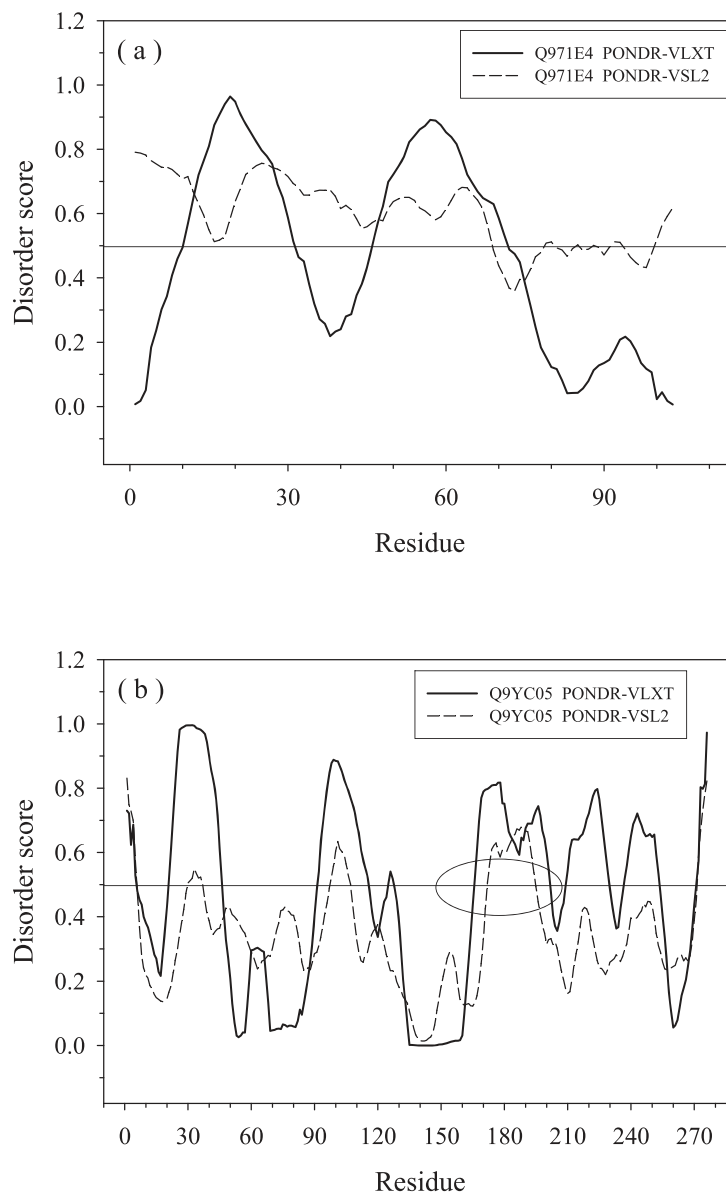 ( a )
Q971E4 PONDR-VLXT
Q971E4 PONDR-VSL2
1.2
1.0
0.8
0.6
0.4
0.2
0.0
Disorder score
0 30 60 90
Residue
( b )
Q9YC05 PONDR-VLXT
Q9YC05 PONDR-VSL2
1.2
1.0
0.8
0.6
0.4
0.2
0.0
Disorder score
0 30 60 90 120 150 180 210 240 270
Residue